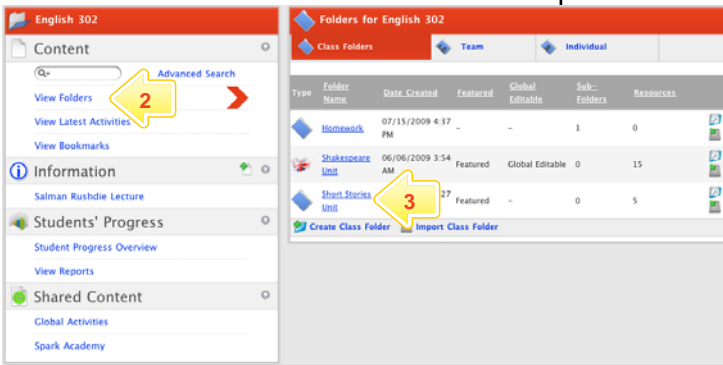 English 302
Content
Advanced Search
View Folders
2
View Latest Activities
View Bookmarks
Information
Salman Rushdie Lecture
Students' Progress
Student Progress Overview
View Reports
Shared Content
Global Activities
Spark Academy
Folders for English 302
Class Folders Team Individual
Type Folder Name Date Created Featured Global Editable Sub-Folders Resources
Homework 07/15/2009 4:37 PM - - 1 0
Shakespeare Unit 06/06/2009 3:54 AM Featured Global Editable 0 15
Short Stories Unit 3 27 PM Featured - 0 5
Create Class Folder Import Class Folder